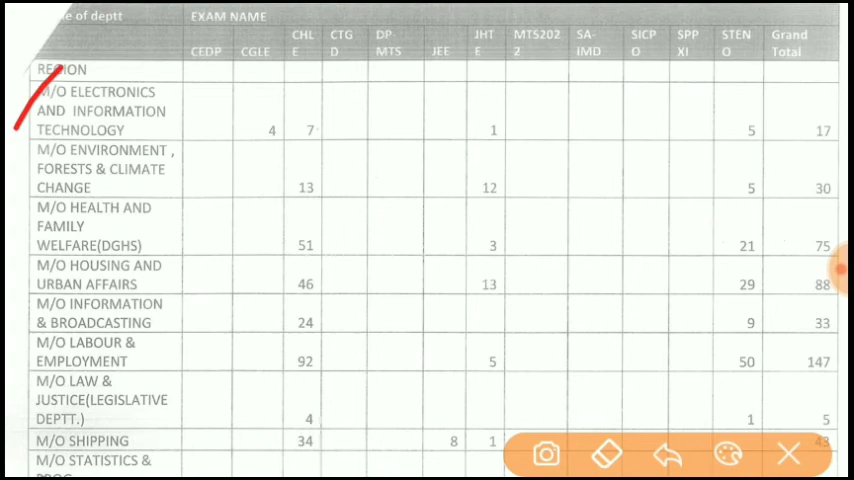 e of deptt EXAM NAME
CEDP CGLE CHL E CTG D DP- MTS JEE JHT E MTS202 2 SA- IMD SICP O SPP XI STEN O Grand Total
REGION
M/O ELECTRONICS
AND INFORMATION
TECHNOLOGY 4 7 1 5 17
M/O ENVIRONMENT ,
FORESTS & CLIMATE
CHANGE 13 12 5 30
M/O HEALTH AND
FAMILY
WELFARE(DGHS) 51 3 21 75
M/O HOUSING AND
URBAN AFFAIRS 46 13 29 88
M/O INFORMATION
& BROADCASTING 24 9 33
M/O LABOUR &
EMPLOYMENT 92 5 50 147
M/O LAW &
JUSTICE(LEGISLATIVE
DEPTT.) 4 1 5
M/O SHIPPING 34 8 1 43
M/O STATISTICS &